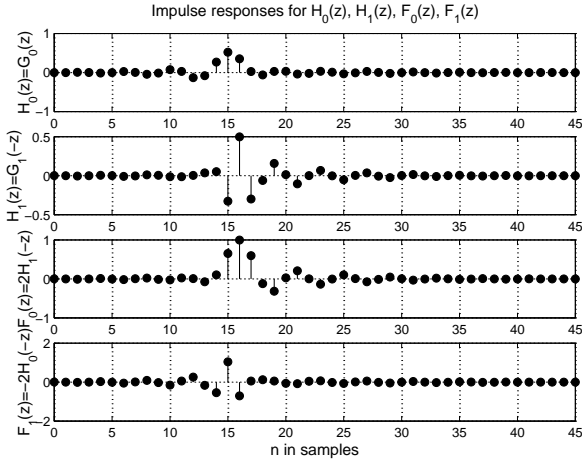 Impulse responses for H_0(z), H_1(z), F_0(z), F_1(z)
H_0(z)=G_0(z)
1
0
-1
0 5 10 15 20 25 30 35 40 45
H_1(z)=G_1(-z)
0.5
0
-0.5
0 5 10 15 20 25 30 35 40 45
F_0(z)=2H_1(-z)
1
0
-1
0 5 10 15 20 25 30 35 40 45
F_1(z)=-2H_0(-z)
2
0
-2
0 5 10 15 20 25 30 35 40 45
n in samples